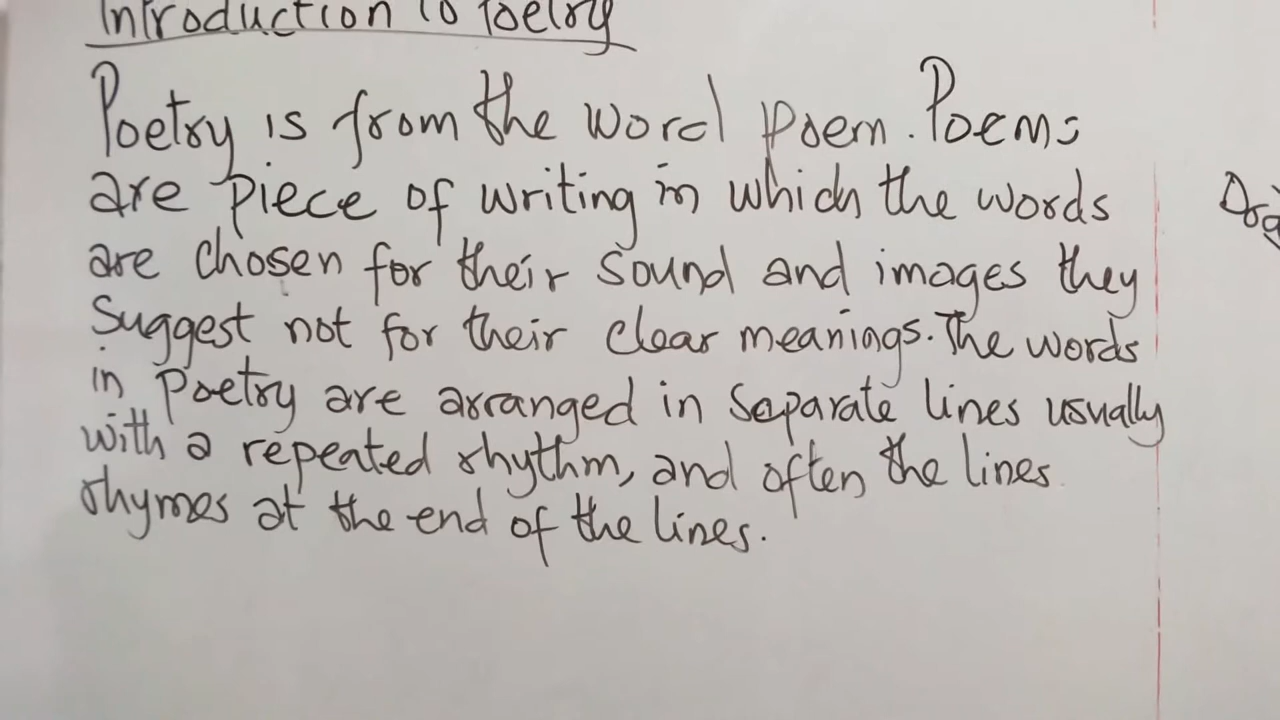 Introduction to Poetry
Poetry is from the word poem. Poems
are piece of writing in which the words
are chosen for their sound and images they
suggest not for their clear meanings. The words
in poetry are arranged in separate lines usually
with a repeated rhythm, and often the lines
rhymes at the end of the lines.